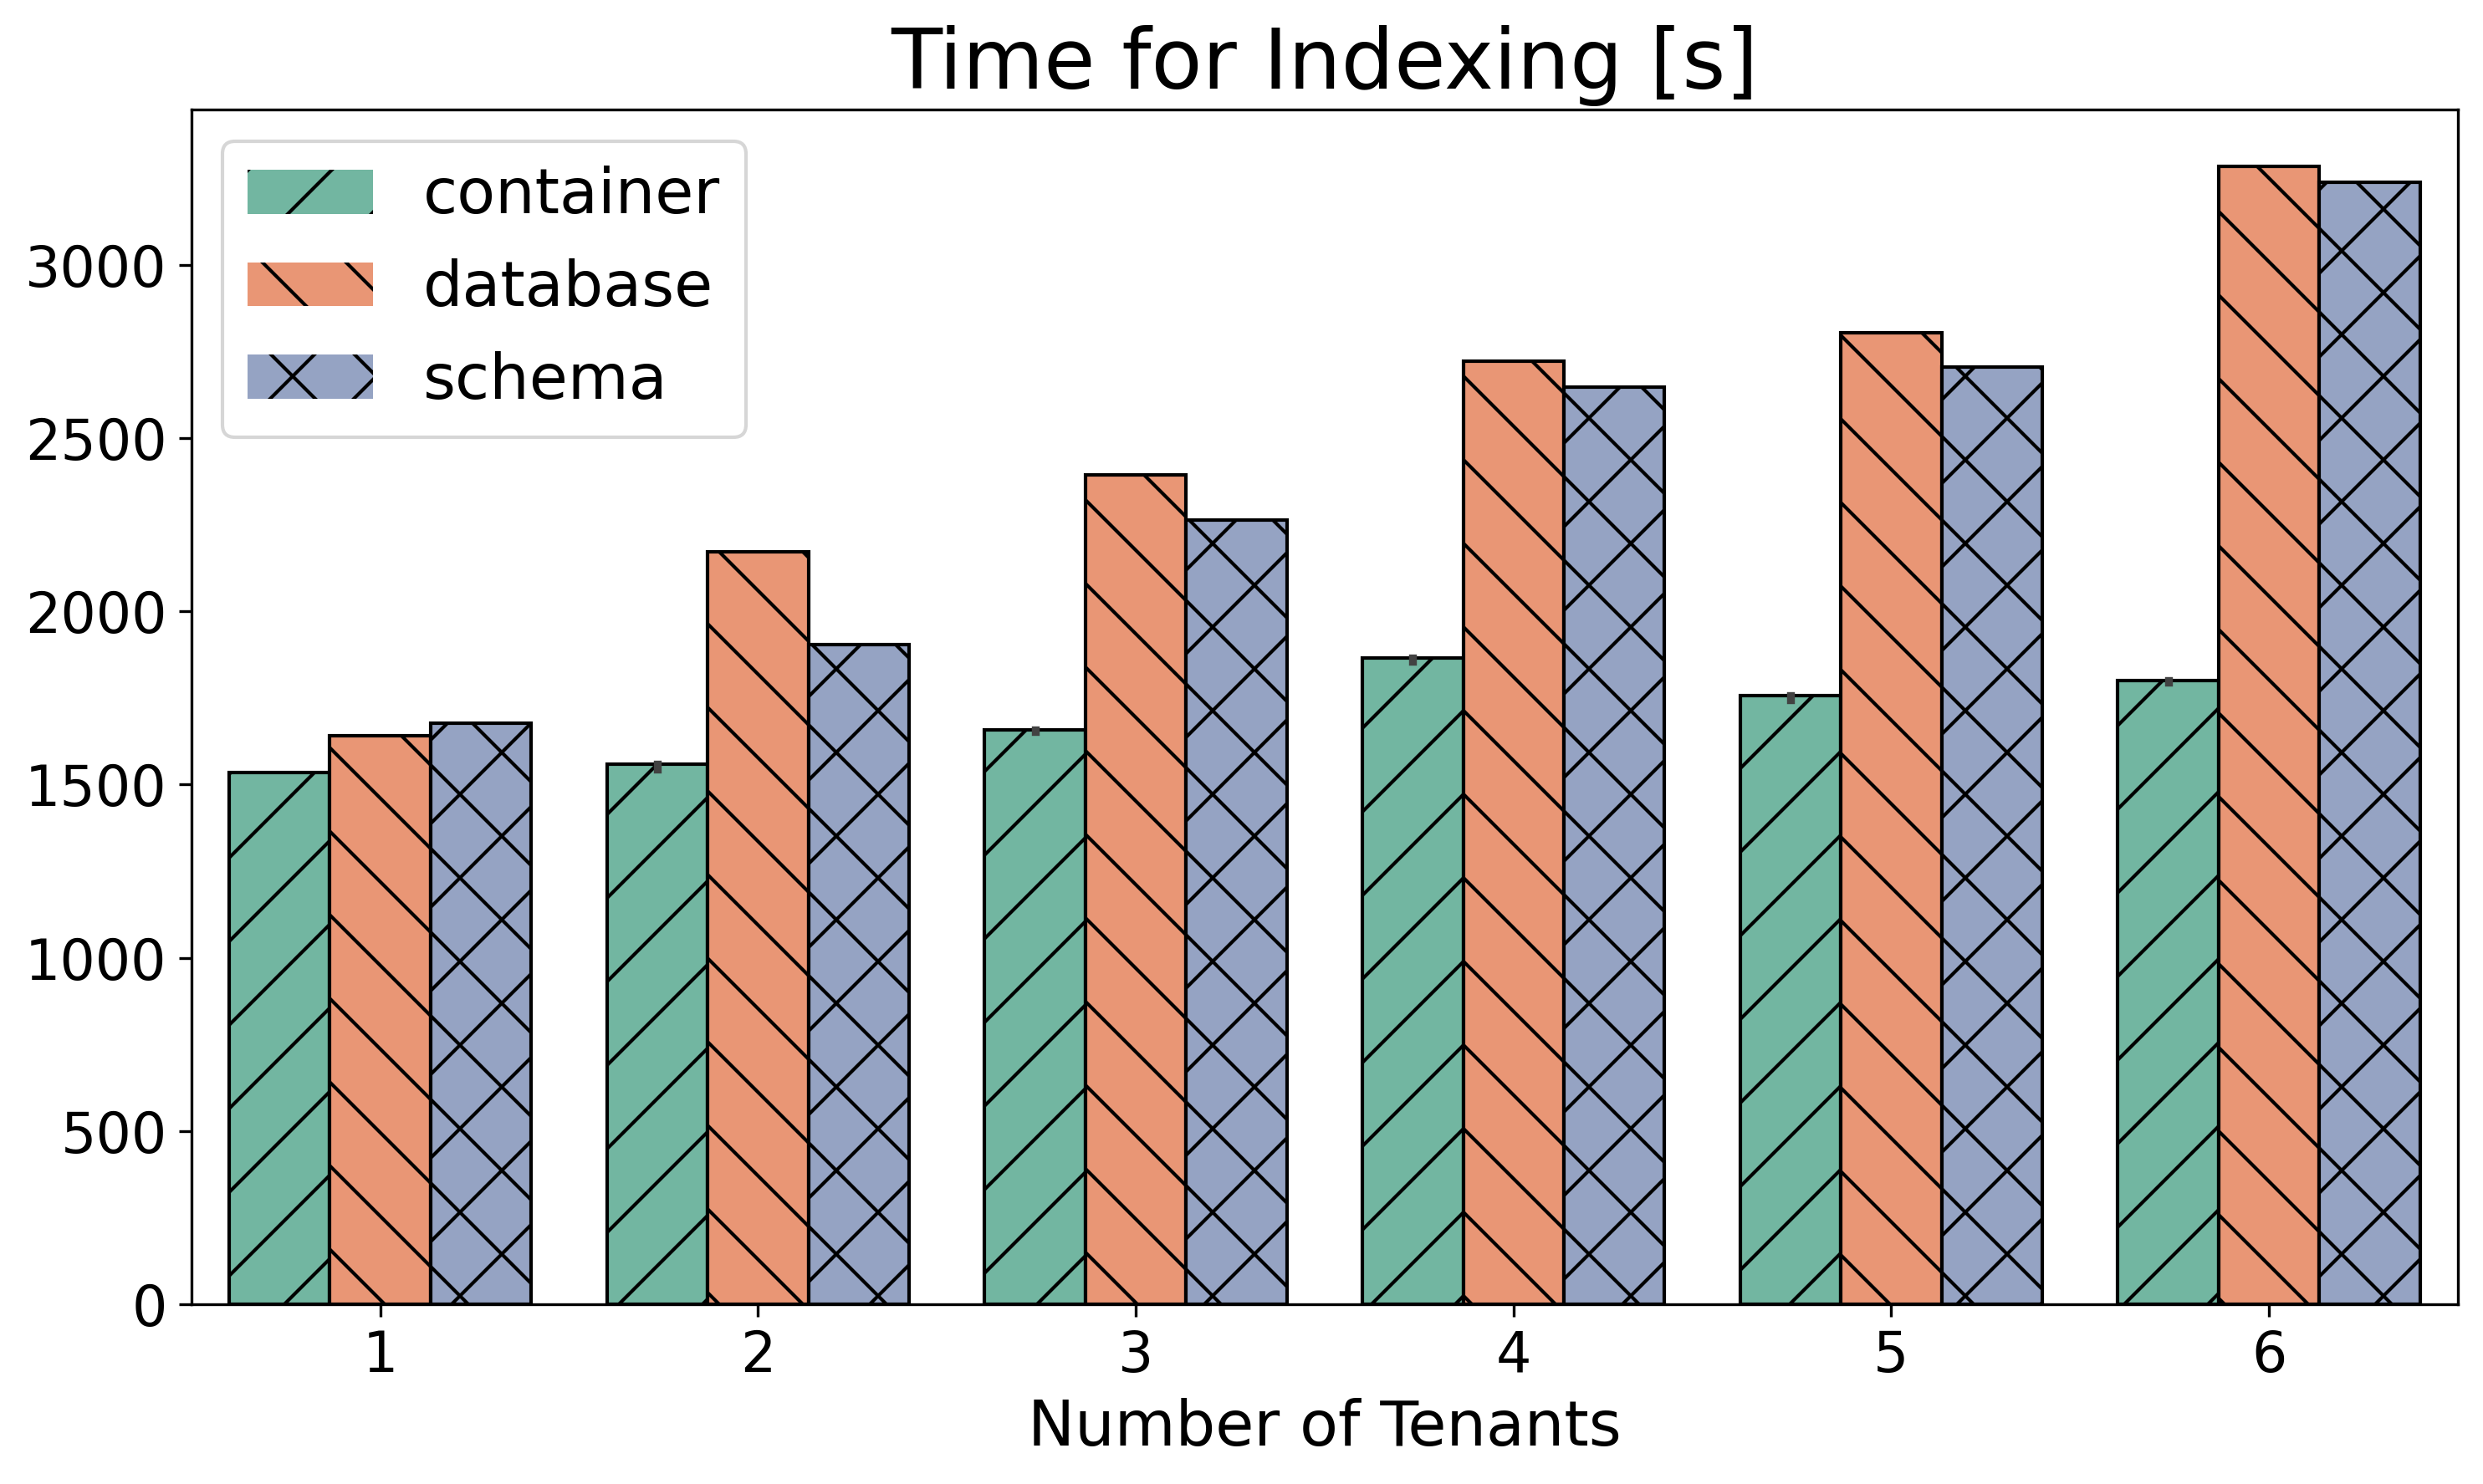 Time for Indexing [s]
container
database
schema
3000
2500
2000
1500
1000
500
0
1 2 3 4 5 6
Number of Tenants